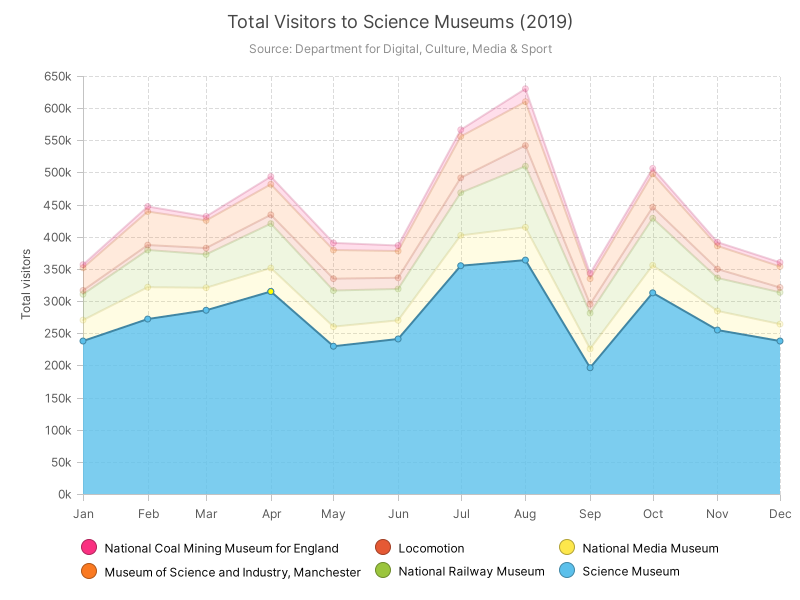 Total Visitors to Science Museums (2019)
Source: Department for Digital, Culture, Media & Sport
Total visitors
650k
600k
550k
500k
450k
400k
350k
300k
250k
200k
150k
100k
50k
0k
Jan Feb Mar Apr May Jun Jul Aug Sep Oct Nov Dec
National Coal Mining Museum for England Locomotion National Media Museum
Museum of Science and Industry, Manchester National Railway Museum Science Museum